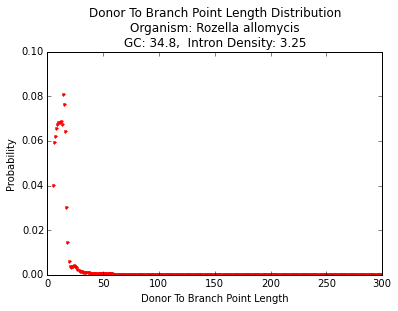 Donor To Branch Point Length Distribution
Organism: Rozella allomycis
GC: 34.8,  Intron Density: 3.25
0.10
0.08
0.06
0.04
0.02
0.00
Probability
0 50 100 150 200 250 300
Donor To Branch Point Length